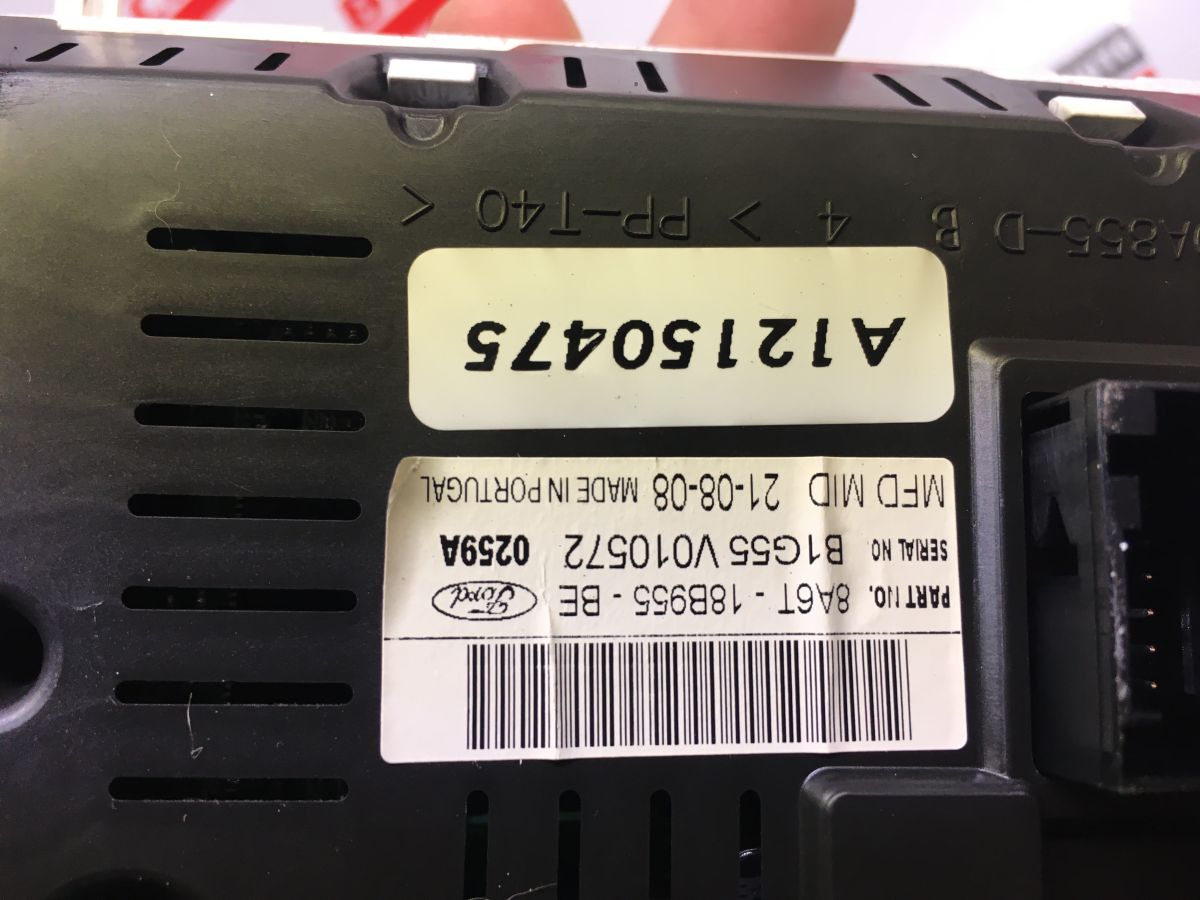 PART NO. 8A6T - 18B955 - BE Ford
SERIAL NO. B1G55 V010572 0259A
MFD MID 21-08-08 MADE IN PORTUGAL
A12150475
A855-D B 4 > PP-T40 <